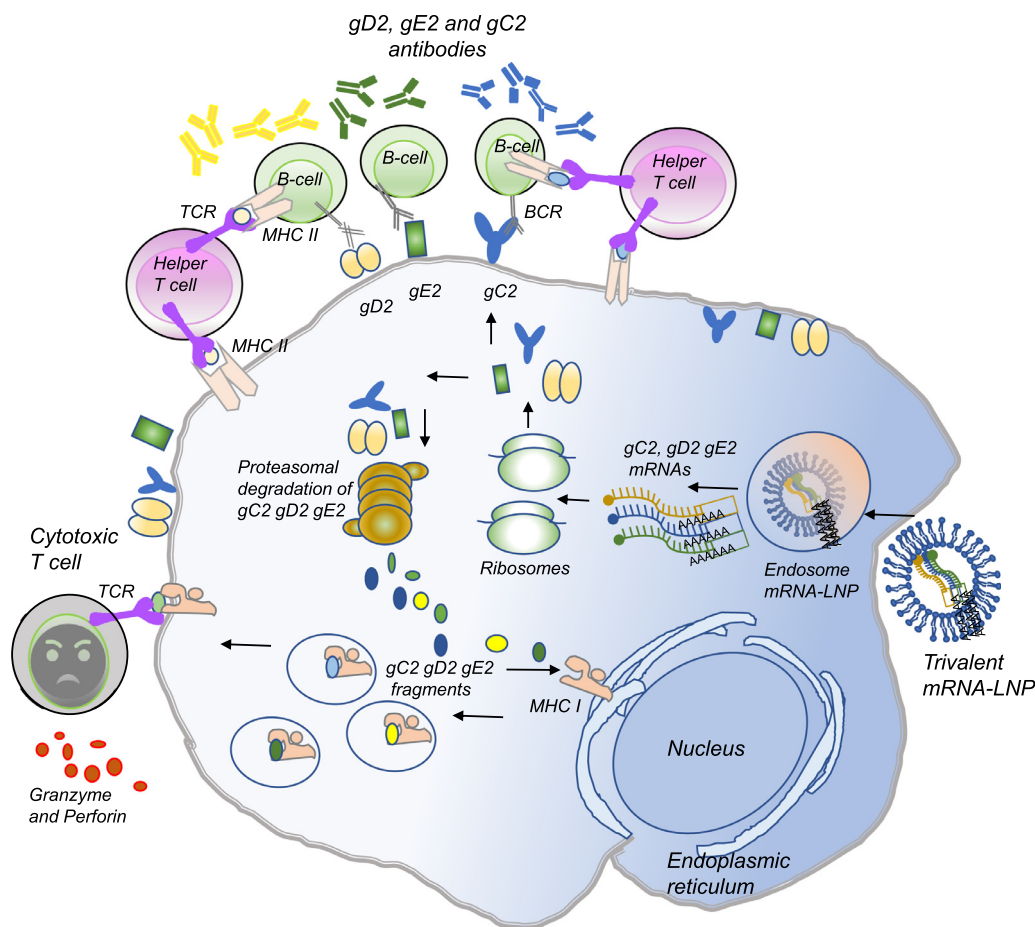 gD2, gE2 and gC2
antibodies
B-cell
B-cell
B-cell
Helper
T cell
TCR
MHC II
BCR
Helper
T cell
gD2
gE2
gC2
MHC II
gC2, gD2 gE2
mRNAs
Proteasomal
degradation of
gC2 gD2 gE2
AAAAAA
AAAAAA
AAAAAA
Cytotoxic
T cell
Ribosomes
Endosome
mRNA-LNP
TCR
Trivalent
mRNA-LNP
gC2 gD2 gE2
fragments
MHC I
Nucleus
Granzyme
and Perforin
Endoplasmic
reticulum